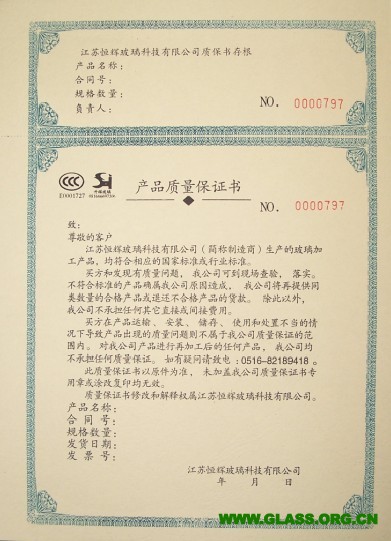 江苏恒辉玻璃科技有限公司质保书存根
产品名称：
合同号：
规格数量：
负责人：
NO. 0000797
产品质量保证书
E0005727
NO. 0000797
致：
尊敬的客户
江苏恒辉玻璃科技有限公司（简称制造商）生产的玻璃加
工产品，均符合相应的国家标准或行业标准。
买方和发现有质量问题，我公司可到现场查验，落实。
不符合标准的产品确属我公司原因造成，我公司将再提供同
类数量的合格产品或退还不合格产品的货款。除此以外，
我公司不承担任何其它直接或间接费用。
买方在产品运输、安装、储存、使用和处置不当的情
况下导致产品出现的质量问题则不属于我公司质量保证的范
围内。对我公司产品进行再加工后的任何产品，我公司均
不承担任何质量保证。如有疑问请致电：0516-82189418。
此质量保证书以原件为准，未加盖我公司质量保证书专
用章或涂改复印均无效。
质量保证书修改和解释权属江苏恒辉玻璃科技有限公司。
产品名称：
合同号：
规格数量：
发货日期：
发票号：
江苏恒辉玻璃科技有限公司
年 月 日
WWW.GLASS.ORG.CN